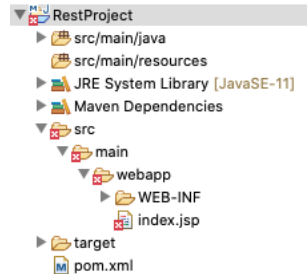 RestProject
src/main/java
src/main/resources
JRE System Library [JavaSE-11]
Maven Dependencies
src
main
webapp
WEB-INF
index.jsp
target
pom.xml